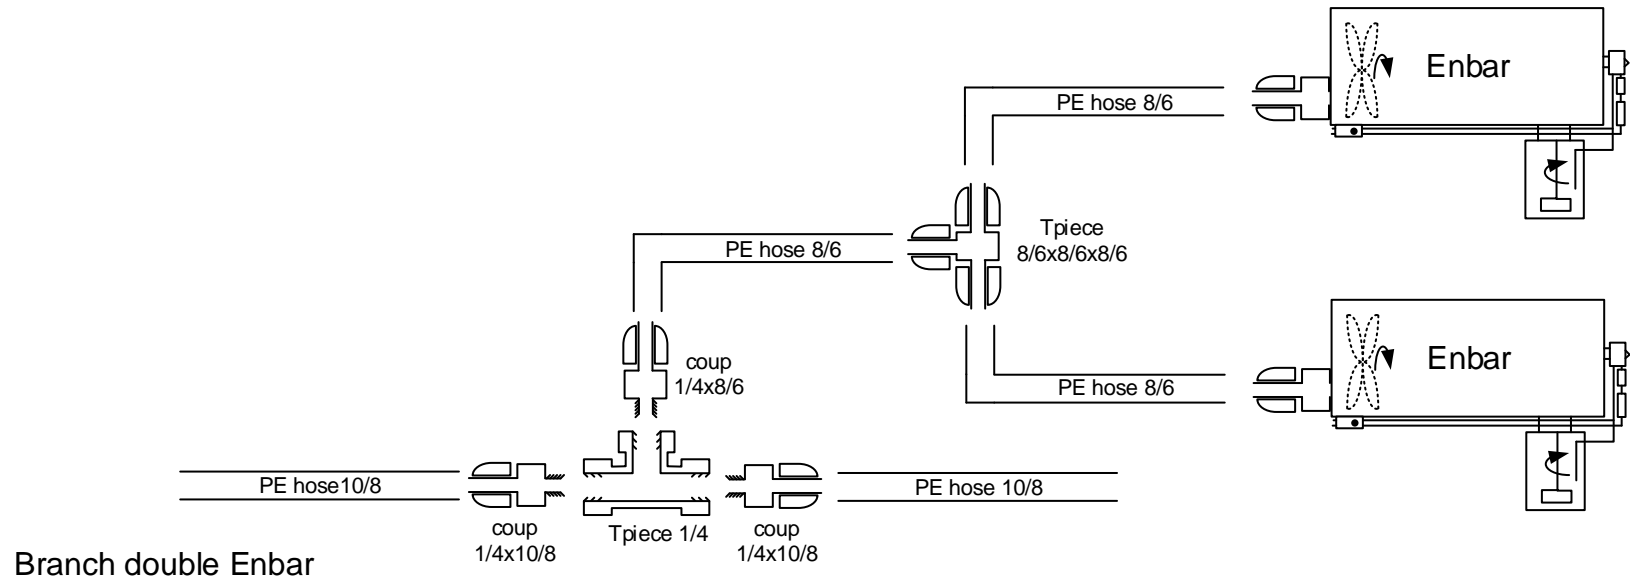 Enbar
PE hose 8/6
Tpiece
8/6x8/6x8/6
PE hose 8/6
Enbar
coup
1/4x8/6
PE hose 8/6
PE hose10/8
PE hose 10/8
coup
1/4x10/8
Tpiece 1/4
coup
1/4x10/8
Branch double Enbar